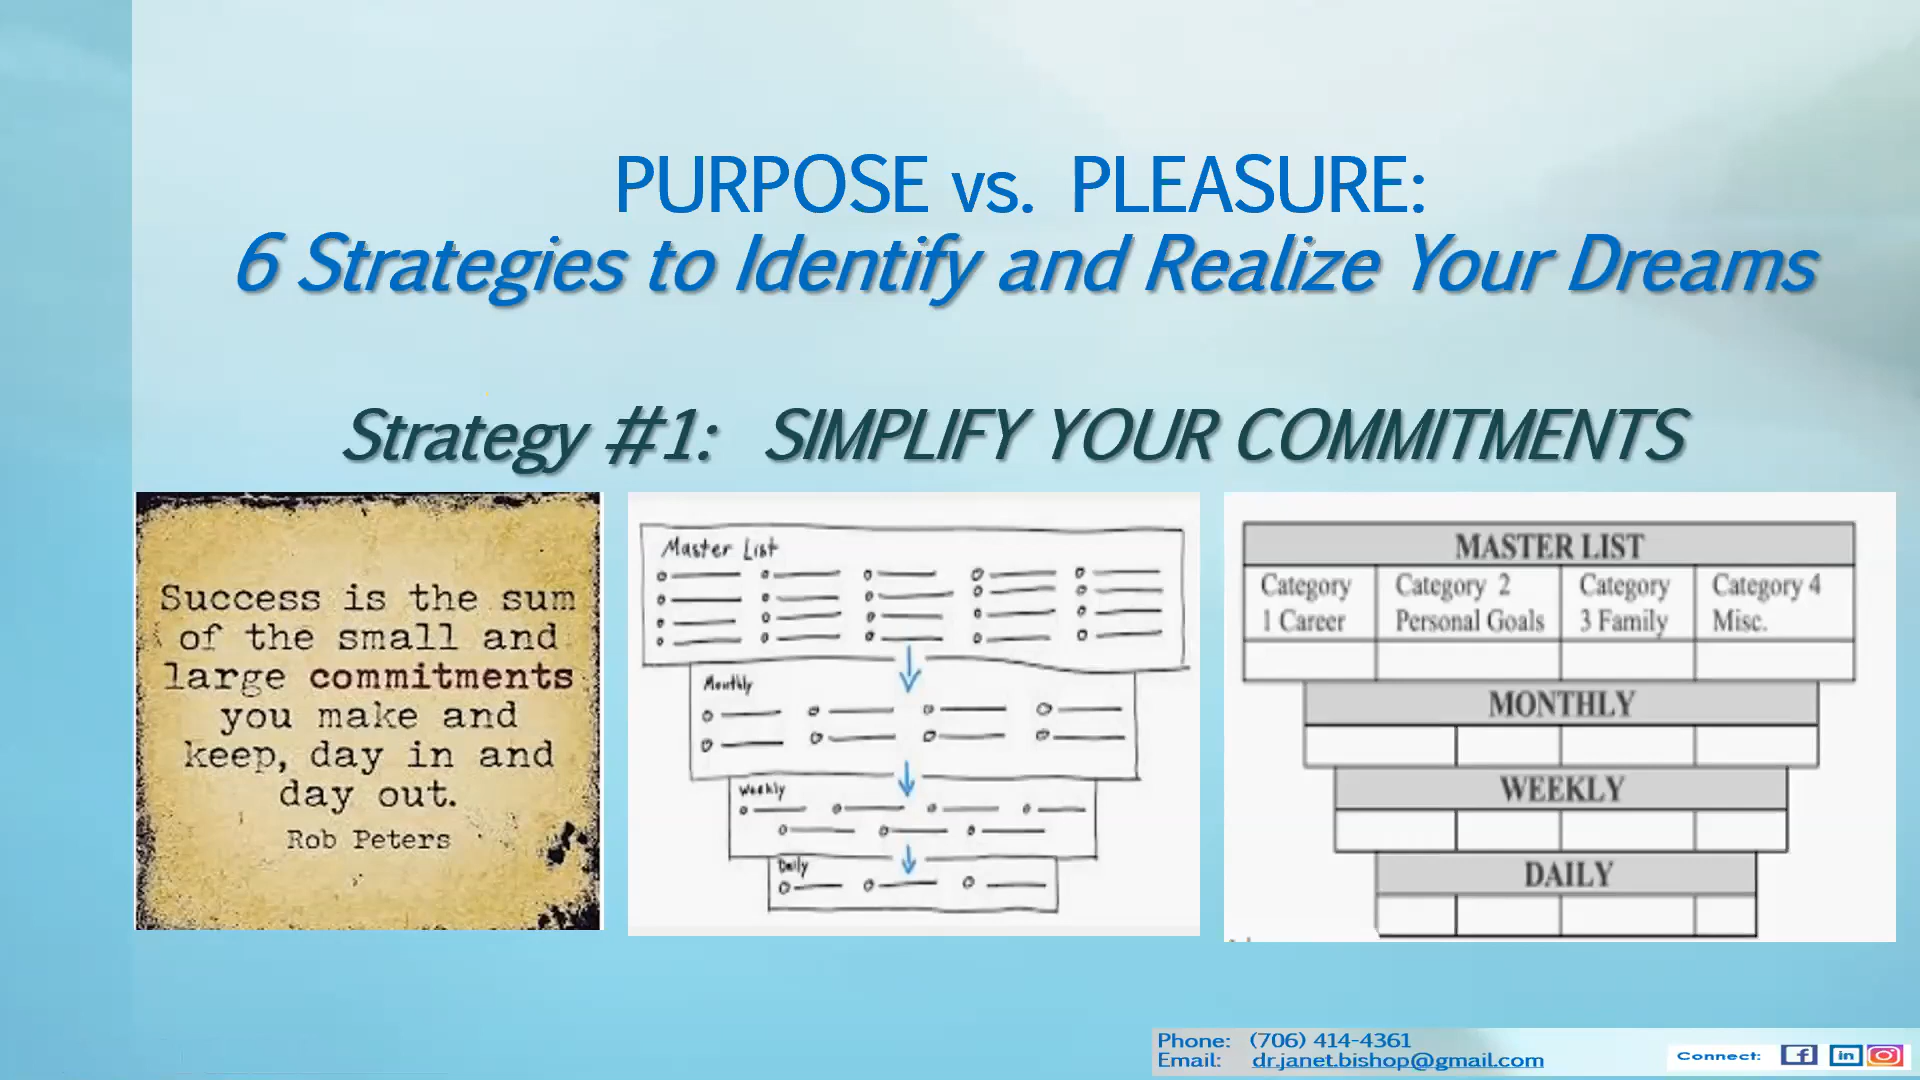 PURPOSE vs. PLEASURE:
6 Strategies to Identify and Realize Your Dreams
Strategy #1: SIMPLIFY YOUR COMMITMENTS
Success is the sum
of the small and
large commitments
you make and
keep, day in and
day out.
Rob Peters
Master List
Monthly
Weekly
Daily
MASTER LIST
Category
1 Career
Category 2
Personal Goals
Category
3 Family
Category 4
Misc.
MONTHLY
WEEKLY
DAILY
Phone: (706) 414-4361
Email: dr.janet.bishop@gmail.com
Connect:
f
in